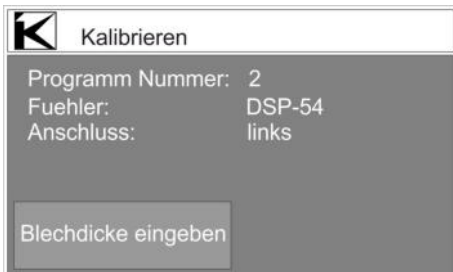 Kalibrieren
Programm Nummer: 2
Fuehler: DSP-54
Anschluss: links
Blechdicke eingeben